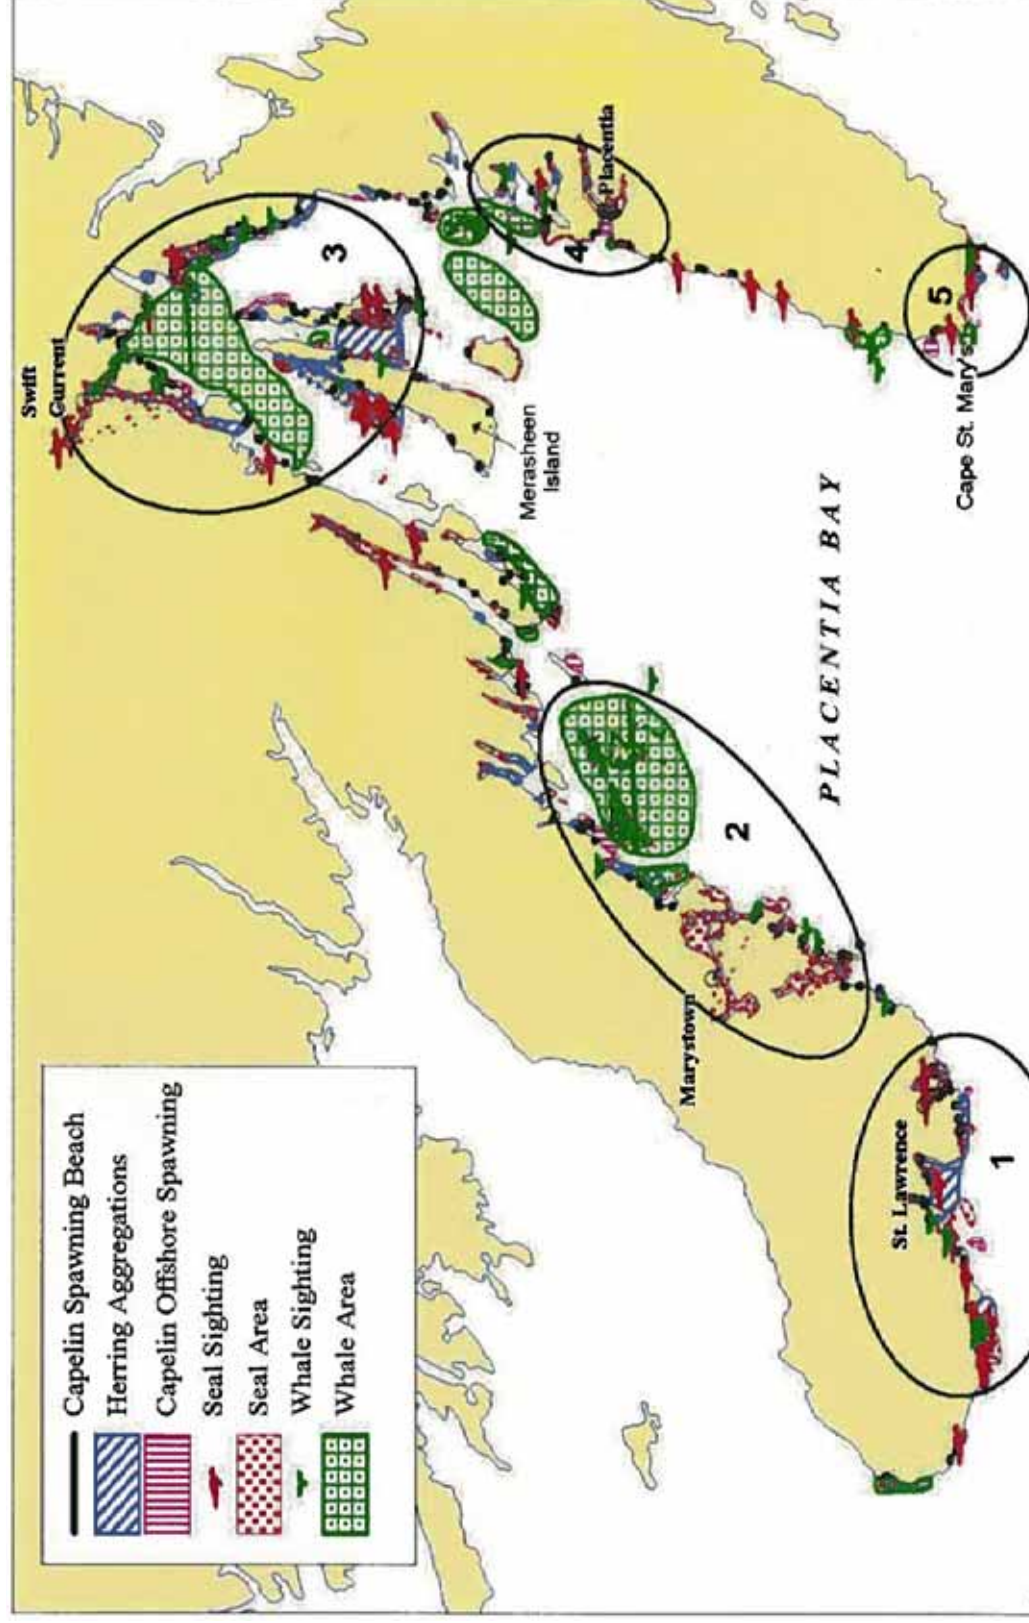 Capelin Spawning Beach
Herring Aggregations
Capelin Offshore Spawning
Seal Sighting
Seal Area
Whale Sighting
Whale Area
Swift
Gurrent
3
4
Placentia
5
Cape St. Mary's
Merasheen
Island
PLACENTIA BAY
2
Marystown
St. Lawrence
1